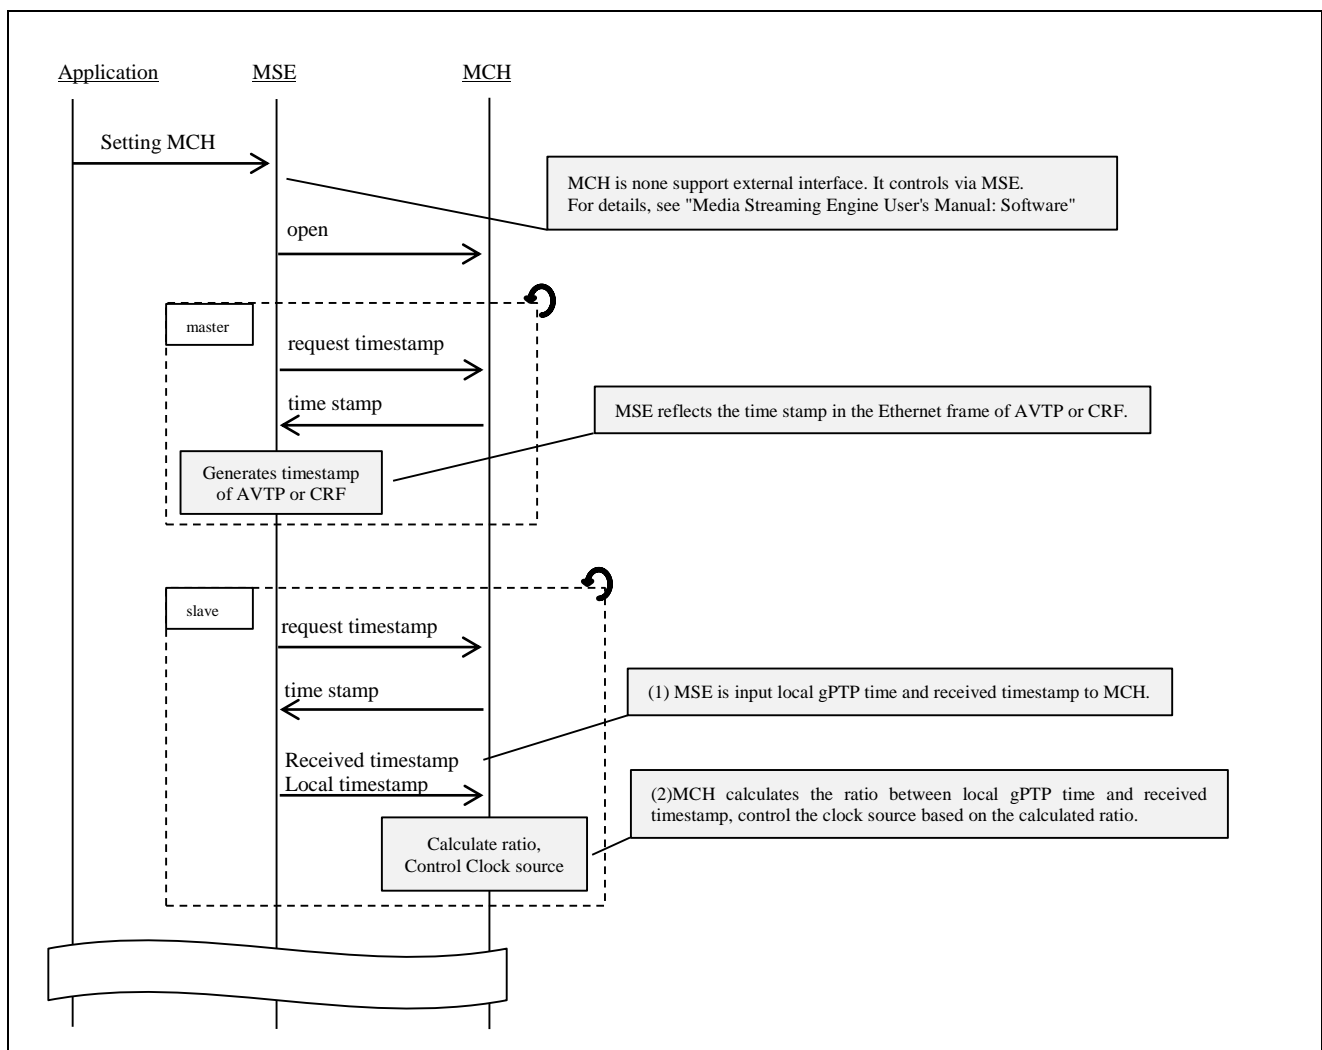 Application
MSE
MCH
Setting MCH
MCH is none support external interface. It controls via MSE.
For details, see "Media Streaming Engine User's Manual: Software"
open
master
request timestamp
time stamp
MSE reflects the time stamp in the Ethernet frame of AVTP or CRF.
Generates timestamp
of AVTP or CRF
slave
request timestamp
time stamp
(1) MSE is input local gPTP time and received timestamp to MCH.
Received timestamp
Local timestamp
(2)MCH calculates the ratio between local gPTP time and received
timestamp, control the clock source based on the calculated ratio.
Calculate ratio,
Control Clock source